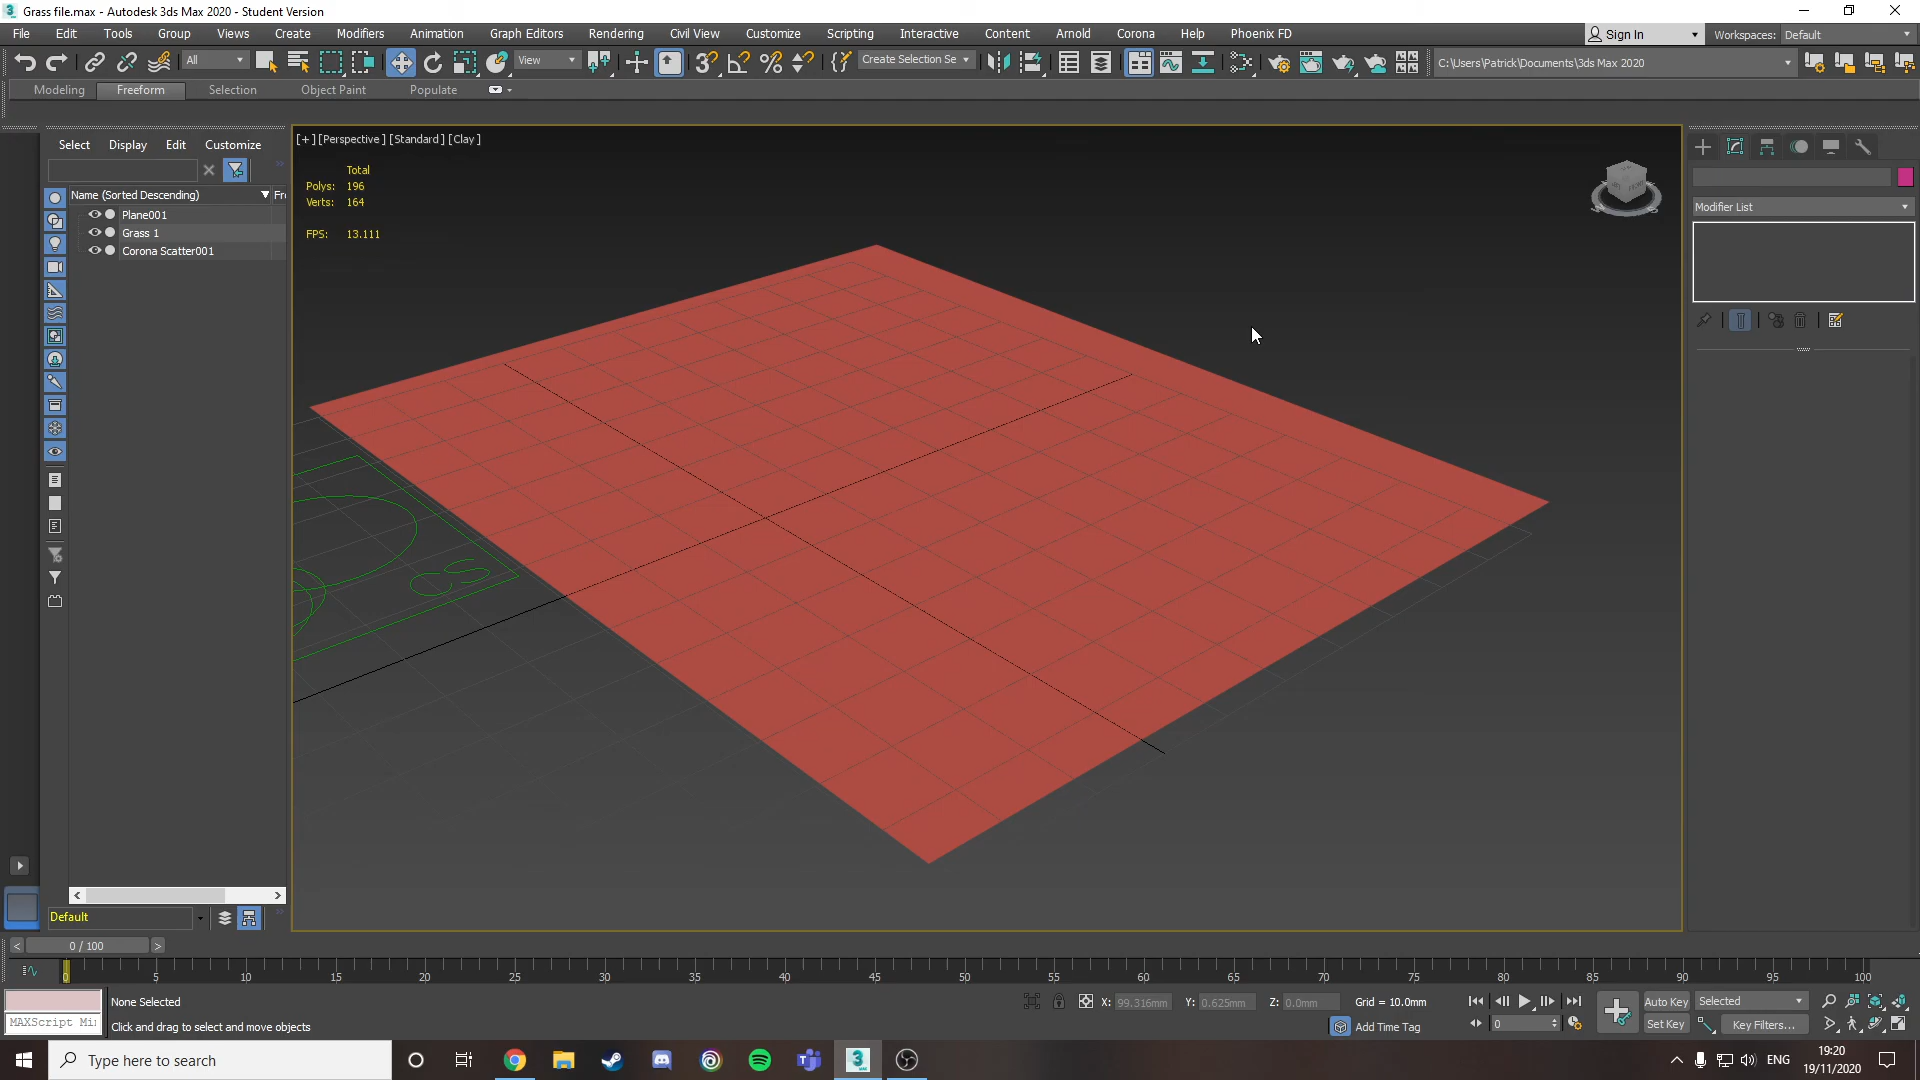 Grass file.max - Autodesk 3ds Max 2020 - Student Version
File Edit Tools Group Views Create Modifiers Animation Graph Editors Rendering Civil View Customize Scripting Interactive Content Arnold Corona Help Phoenix FD
Sign In Workspaces: Default
All View Create Selection Se C:\Users\Patrick\Documents\3ds Max 2020
Modeling Freeform Selection Object Paint Populate
Select Display Edit Customize
[+] [Perspective] [Standard] [Clay]
Name (Sorted Descending) Fr
Plane001
Grass 1
Corona Scatter001
Total
Polys: 196
Verts: 164
FPS: 13.111
Modifier List
CS
Default
0 / 100
0 5 10 15 20 25 30 35 40 45 50 55 60 65 70 75 80 85 90 95 100
None Selected
X: 99.316mm Y: 0.625mm Z: 0.0mm Grid = 10.0mm
Auto Key Selected
MAXScript Mi
Click and drag to select and move objects
Add Time Tag
0
Set Key Key Filters...
Type here to search
ENG
19:20
19/11/2020